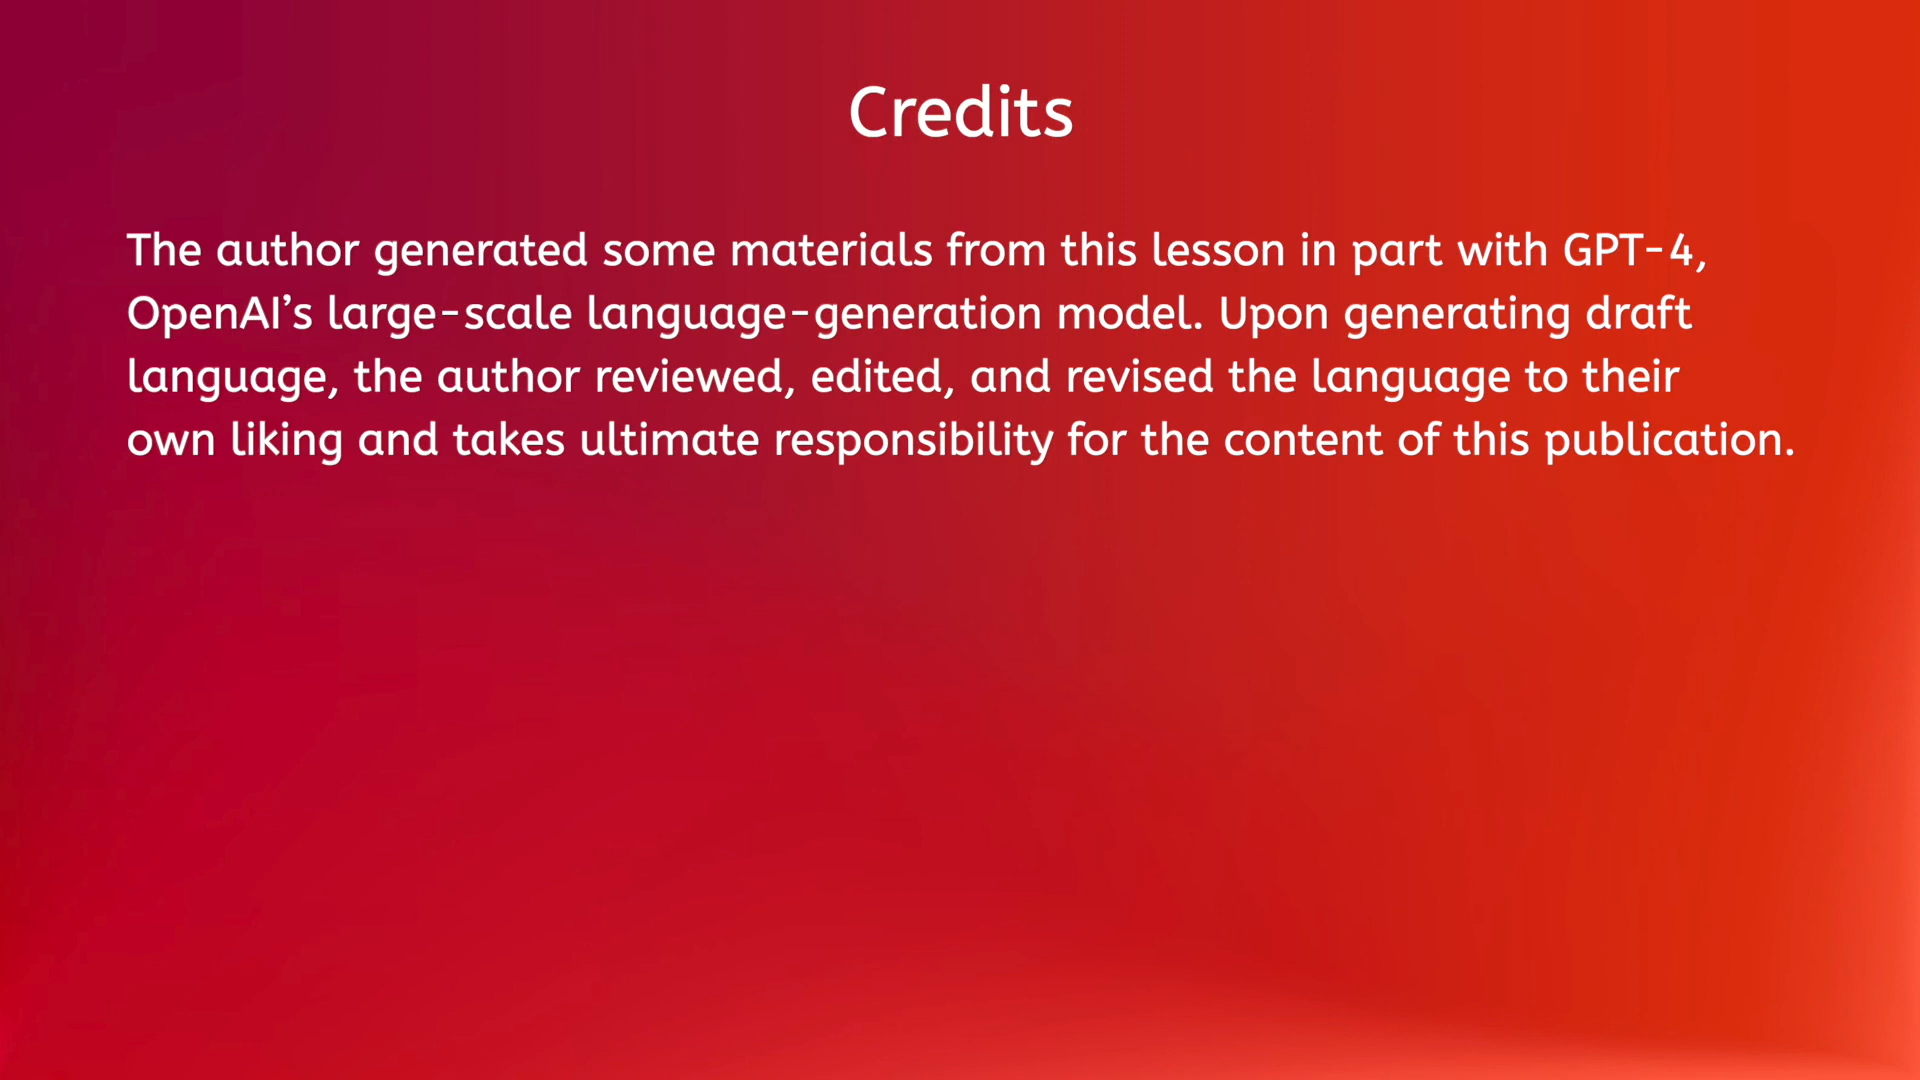 Credits
The author generated some materials from this lesson in part with GPT-4,
OpenAI’s large-scale language-generation model. Upon generating draft
language, the author reviewed, edited, and revised the language to their
own liking and takes ultimate responsibility for the content of this publication.